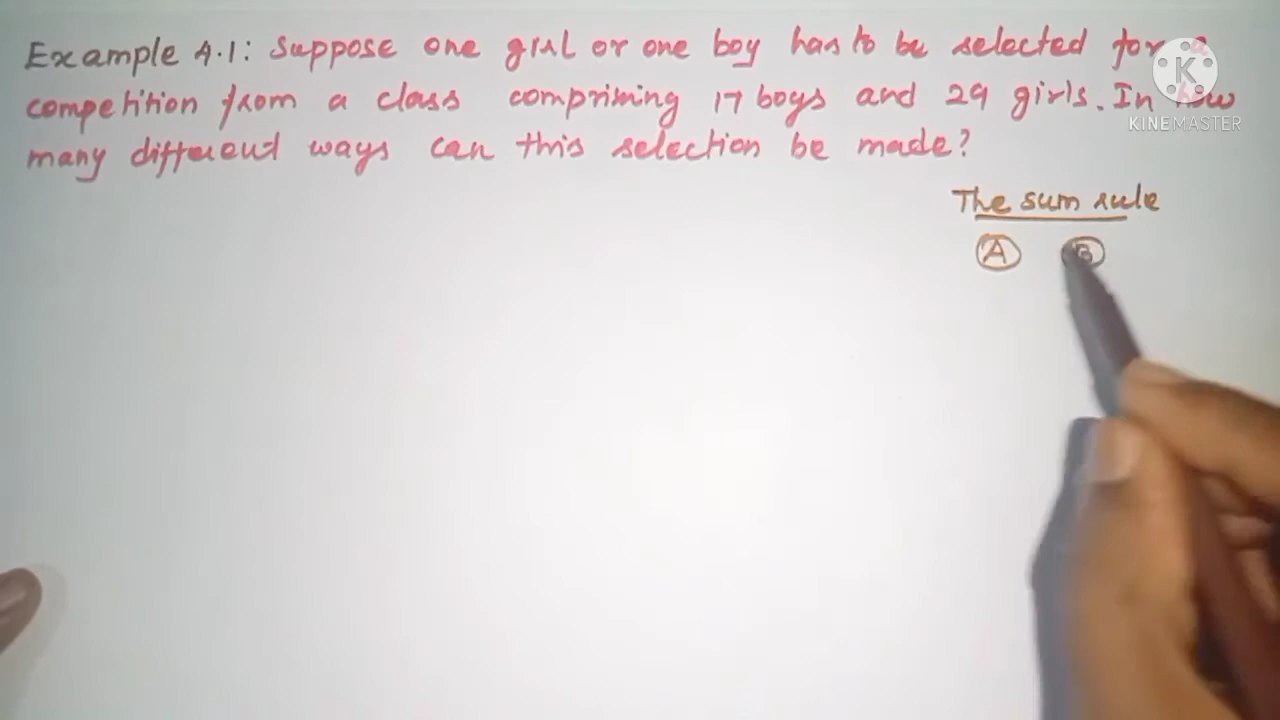 Example 4.1: Suppose one girl or one boy has to be selected for a
competition from a class comprising 17 boys and 29 girls. In how
many different ways can this selection be made?
KINEMASTER
The sum rule
A B